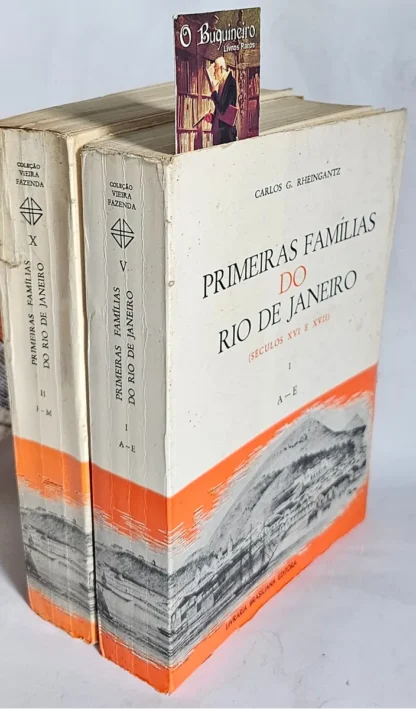 O Buquineiro
Livros Raros
COLEÇÃO
VIEIRA
FAZENDA
X
PRIMEIRAS FAMÍLIAS
DO RIO DE JANEIRO
II
F-M
COLEÇÃO
VIEIRA
FAZENDA
V
PRIMEIRAS FAMÍLIAS
DO RIO DE JANEIRO
I
A-E
CARLOS G. RHEINGANTZ
PRIMEIRAS FAMÍLIAS
DO
RIO DE JANEIRO
(SÉCULOS XVI E XVII)
I
A-E
LIVRARIA BRASILIANA EDITÔRA